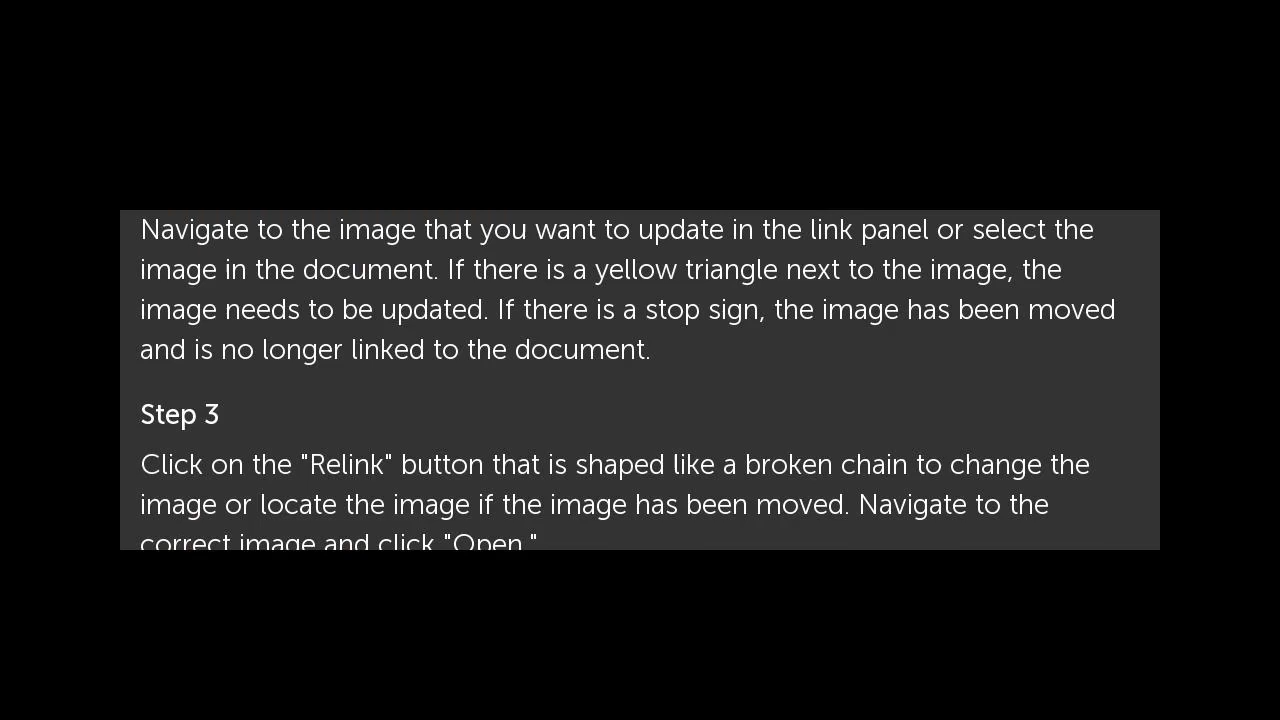 Navigate to the image that you want to update in the link panel or select the
image in the document. If there is a yellow triangle next to the image, the
image needs to be updated. If there is a stop sign, the image has been moved
and is no longer linked to the document.
Step 3
Click on the "Relink" button that is shaped like a broken chain to change the
image or locate the image if the image has been moved. Navigate to the
correct image and click "Open."